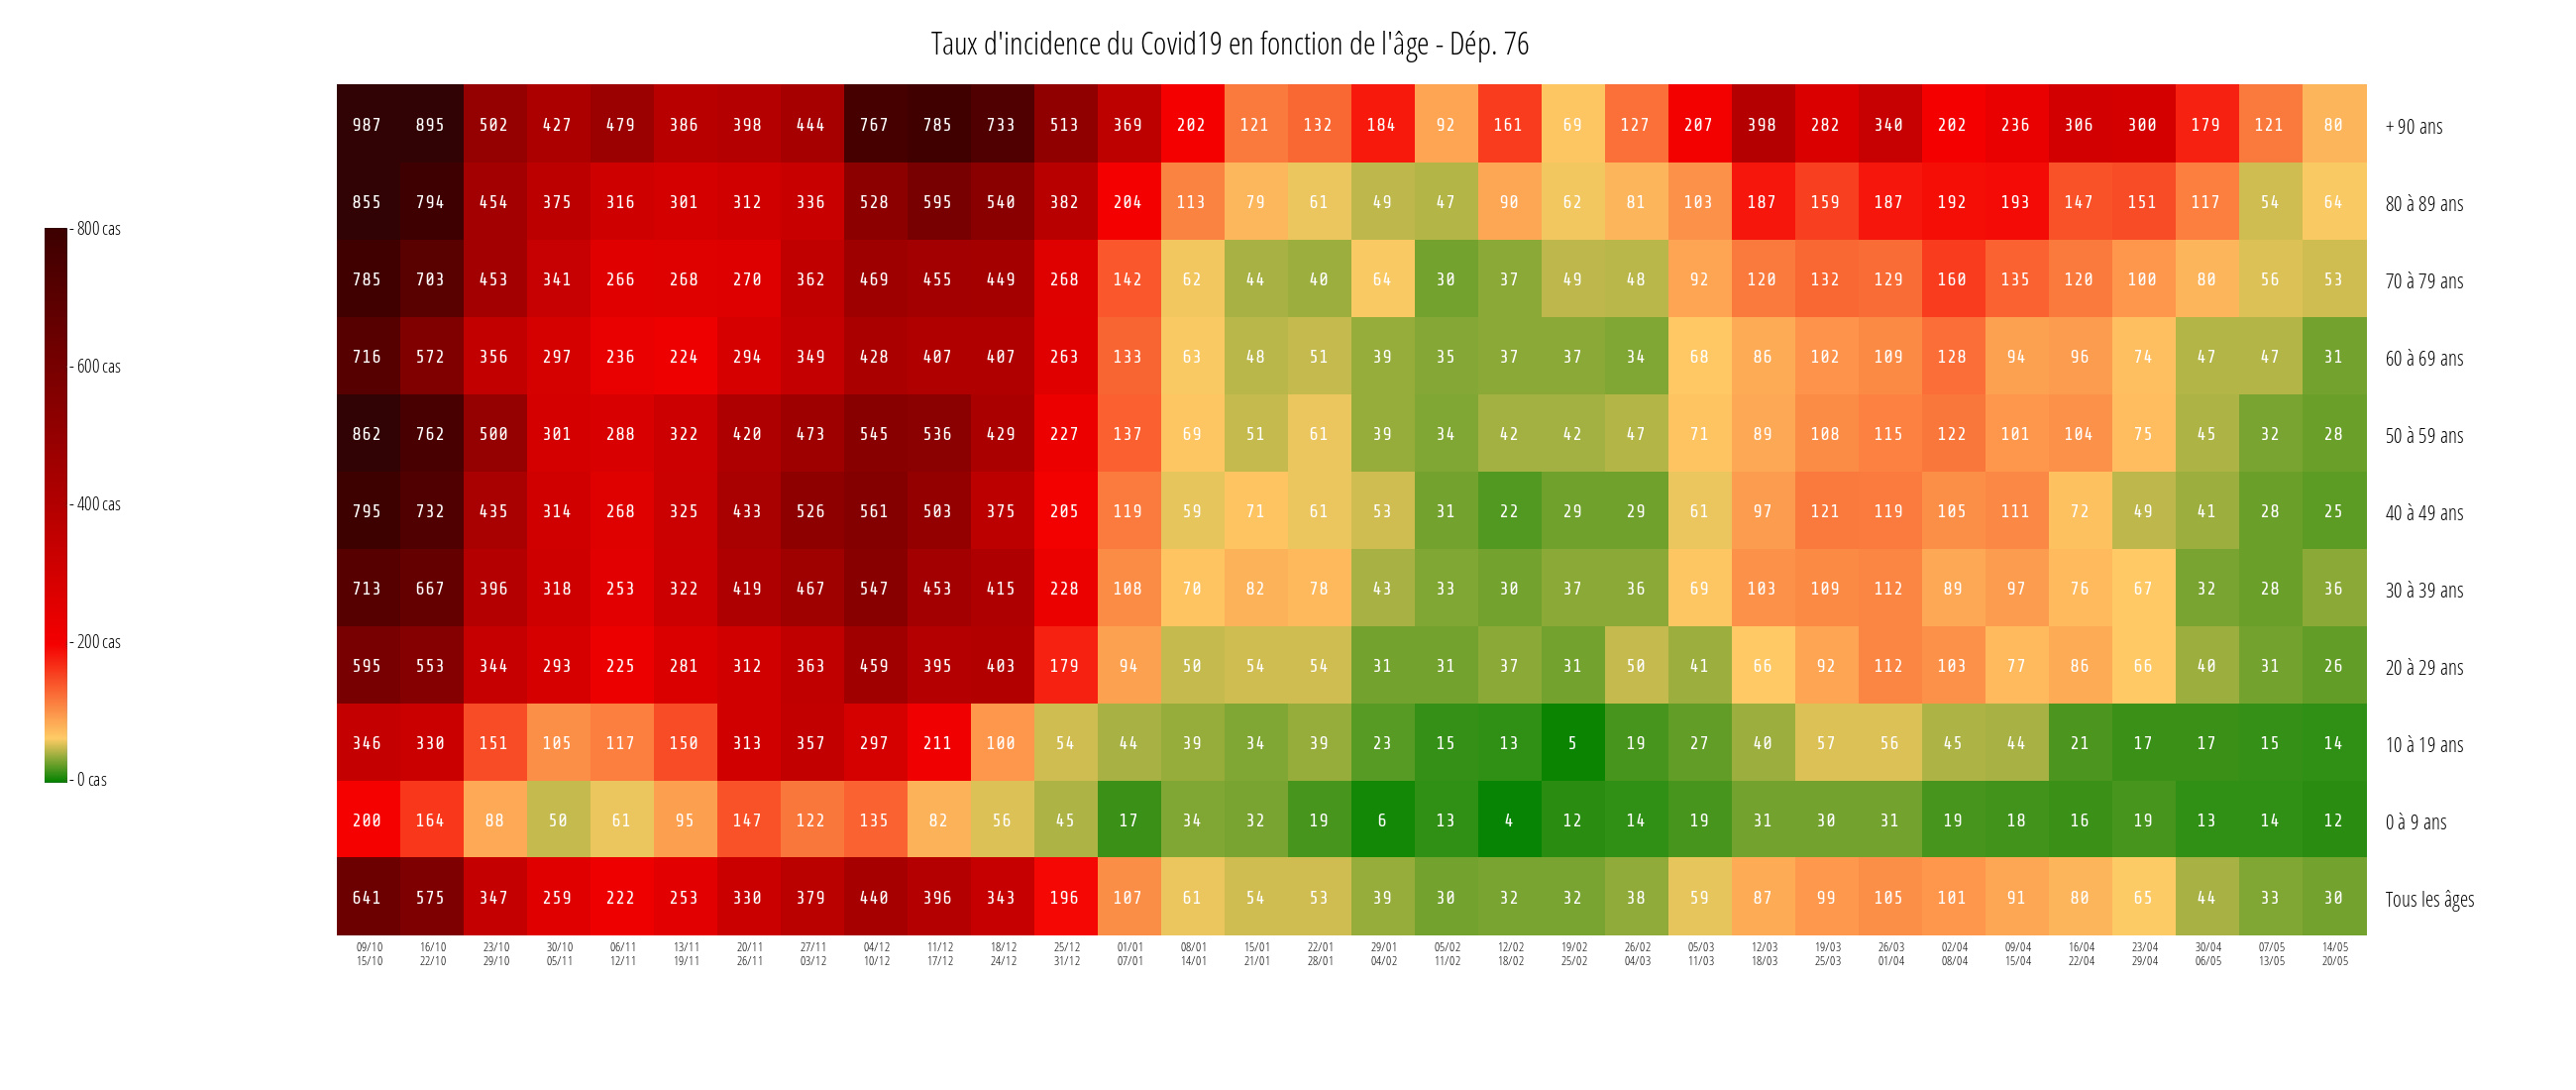 Taux d'incidence du Covid19 en fonction de l'âge - Dép. 76
- 800 cas
- 600 cas
- 400 cas
- 200 cas
- 0 cas
987 895 502 427 479 386 398 444 767 785 733 513 369 202 121 132 184 92 161 69 127 207 398 282 340 202 236 306 300 179 121 80 + 90 ans
855 794 454 375 316 301 312 336 528 595 540 382 204 113 79 61 49 47 90 62 81 103 187 159 187 192 193 147 151 117 54 64 80 à 89 ans
785 703 453 341 266 268 270 362 469 455 449 268 142 62 44 40 64 30 37 49 48 92 120 132 129 160 135 120 100 80 56 53 70 à 79 ans
716 572 356 297 236 224 294 349 428 407 407 263 133 63 48 51 39 35 37 37 34 68 86 102 109 128 94 96 74 47 47 31 60 à 69 ans
862 762 500 301 288 322 420 473 545 536 429 227 137 69 51 61 39 34 42 42 47 71 89 108 115 122 101 104 75 45 32 28 50 à 59 ans
795 732 435 314 268 325 433 526 561 503 375 205 119 59 71 61 53 31 22 29 29 61 97 121 119 105 111 72 49 41 28 25 40 à 49 ans
713 667 396 318 253 322 419 467 547 453 415 228 108 70 82 78 43 33 30 37 36 69 103 109 112 89 97 76 67 32 28 36 30 à 39 ans
595 553 344 293 225 281 312 363 459 395 403 179 94 50 54 54 31 31 37 31 50 41 66 92 112 103 77 86 66 40 31 26 20 à 29 ans
346 330 151 105 117 150 313 357 297 211 100 54 44 39 34 39 23 15 13 5 19 27 40 57 56 45 44 21 17 17 15 14 10 à 19 ans
200 164 88 50 61 95 147 122 135 82 56 45 17 34 32 19 6 13 4 12 14 19 31 30 31 19 18 16 19 13 14 12 0 à 9 ans
641 575 347 259 222 253 330 379 440 396 343 196 107 61 54 53 39 30 32 32 38 59 87 99 105 101 91 80 65 44 33 30 Tous les âges
09/10 16/10 23/10 30/10 06/11 13/11 20/11 27/11 04/12 11/12 18/12 25/12 01/01 08/01 15/01 22/01 29/01 05/02 12/02 19/02 26/02 05/03 12/03 19/03 26/03 02/04 09/04 16/04 23/04 30/04 07/05 14/05
15/10 22/10 29/10 05/11 12/11 19/11 26/11 03/12 10/12 17/12 24/12 31/12 07/01 14/01 21/01 28/01 04/02 11/02 18/02 25/02 04/03 11/03 18/03 25/03 01/04 08/04 15/04 22/04 29/04 06/05 13/05 20/05